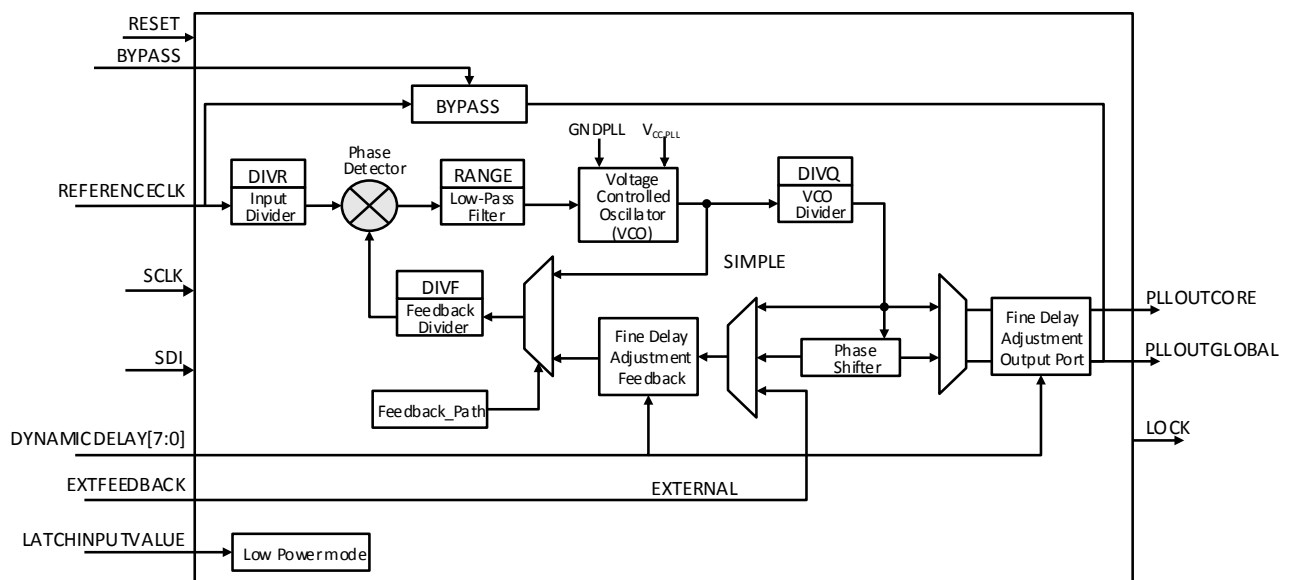 RESET
BYPASS
BYPASS
GNDPLL
VCCPLL
Phase
Detector
DIVR
Input
Divider
RANGE
Low-Pass
Filter
Voltage
Controlled
Oscillator
(VCO)
DIVQ
VCO
Divider
REFERENCECLK
SIMPLE
SCLK
DIVF
Feedback
Divider
Fine Delay
Adjustment
Feedback
Phase
Shifter
Fine Delay
Adjustment
Output Port
PLLOUTCORE
PLLOUTGLOBAL
SDI
Feedback_Path
DYNAMICDELAY[7:0]
LOCK
EXTFEEDBACK
EXTERNAL
LATCHINPUTVALUE
Low Power mode